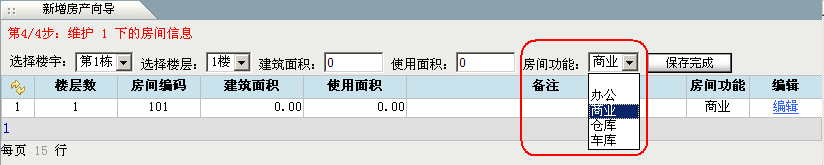 新增房产向导
第4/4步：维护 1 下的房间信息
选择楼宇： 第1栋 选择楼层： 1楼 建筑面积： 0 使用面积： 0 房间功能： 商业 保存完成
办公
商业
仓库
车库
楼层数 房间编码 建筑面积 使用面积 备注 房间功能 编辑
1 1 101 0.00 0.00 商业 编辑
1
每页 15 行